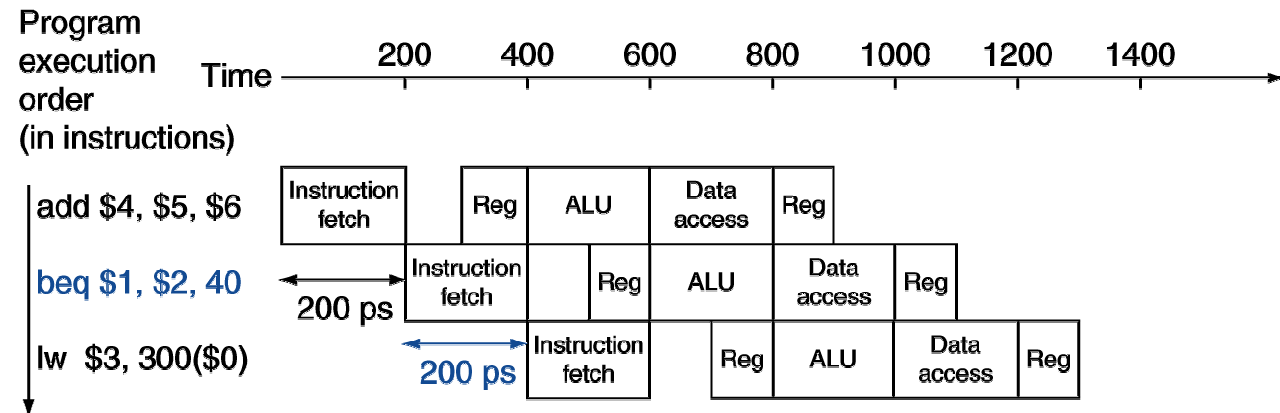 Program
execution
order
(in instructions)
Time
200 400 600 800 1000 1200 1400
add $4, $5, $6
Instruction
fetch
Reg
ALU
Data
access
Reg
beq $1, $2, 40
200 ps
Instruction
fetch
Reg
ALU
Data
access
Reg
lw $3, 300($0)
200 ps
Instruction
fetch
Reg
ALU
Data
access
Reg